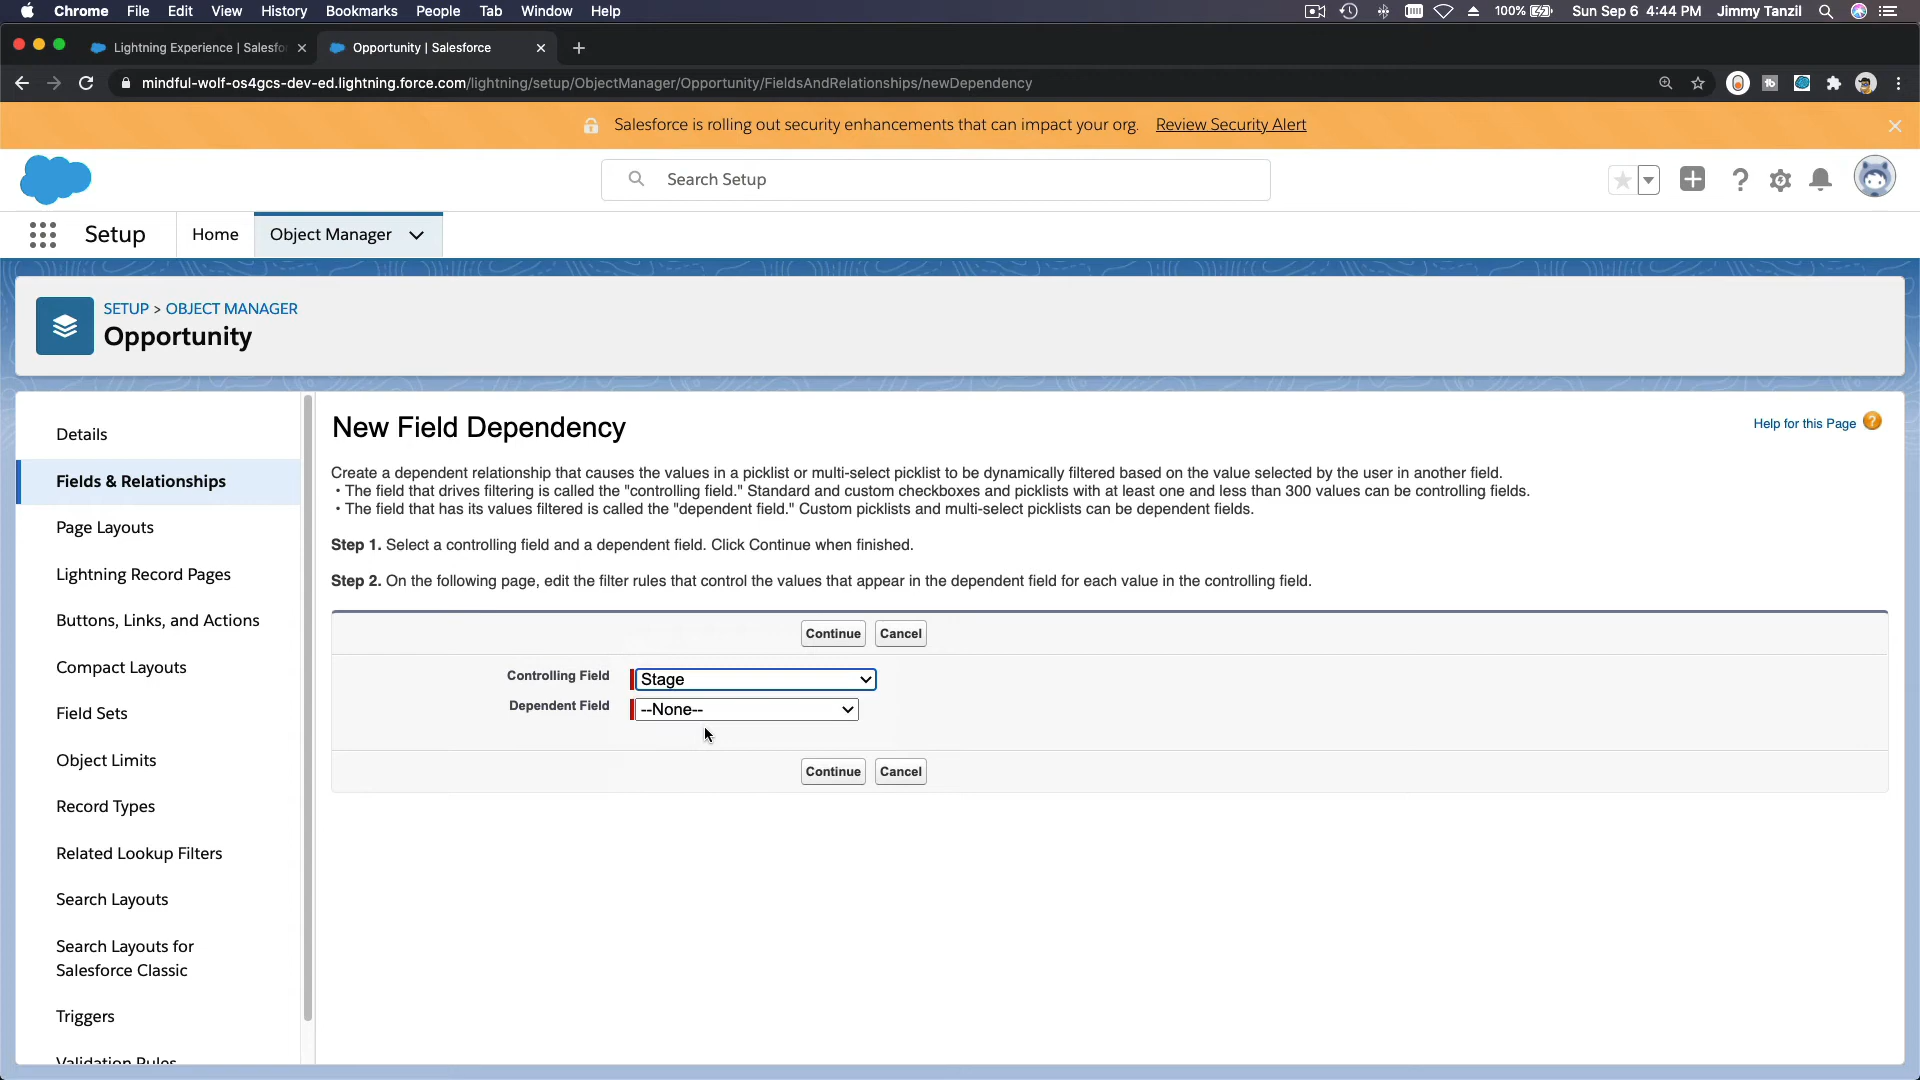 Chrome File Edit View History Bookmarks People Tab Window Help 100% Sun Sep 6 4:44 PM Jimmy Tanzil
Lightning Experience | Salesfo
Opportunity | Salesforce
mindful-wolf-os4gcs-dev-ed.lightning.force.com/lightning/setup/ObjectManager/Opportunity/FieldsAndRelationships/newDependency
Salesforce is rolling out security enhancements that can impact your org. Review Security Alert
Search Setup
Setup Home Object Manager
SETUP > OBJECT MANAGER
Opportunity
Details
Fields & Relationships
Page Layouts
Lightning Record Pages
Buttons, Links, and Actions
Compact Layouts
Field Sets
Object Limits
Record Types
Related Lookup Filters
Search Layouts
Search Layouts for
Salesforce Classic
Triggers
Validation Rules
New Field Dependency
Help for this Page ?
Create a dependent relationship that causes the values in a picklist or multi-select picklist to be dynamically filtered based on the value selected by the user in another field.
• The field that drives filtering is called the "controlling field." Standard and custom checkboxes and picklists with at least one and less than 300 values can be controlling fields.
• The field that has its values filtered is called the "dependent field." Custom picklists and multi-select picklists can be dependent fields.
Step 1. Select a controlling field and a dependent field. Click Continue when finished.
Step 2. On the following page, edit the filter rules that control the values that appear in the dependent field for each value in the controlling field.
Continue Cancel
Controlling Field Stage
Dependent Field --None--
Continue Cancel